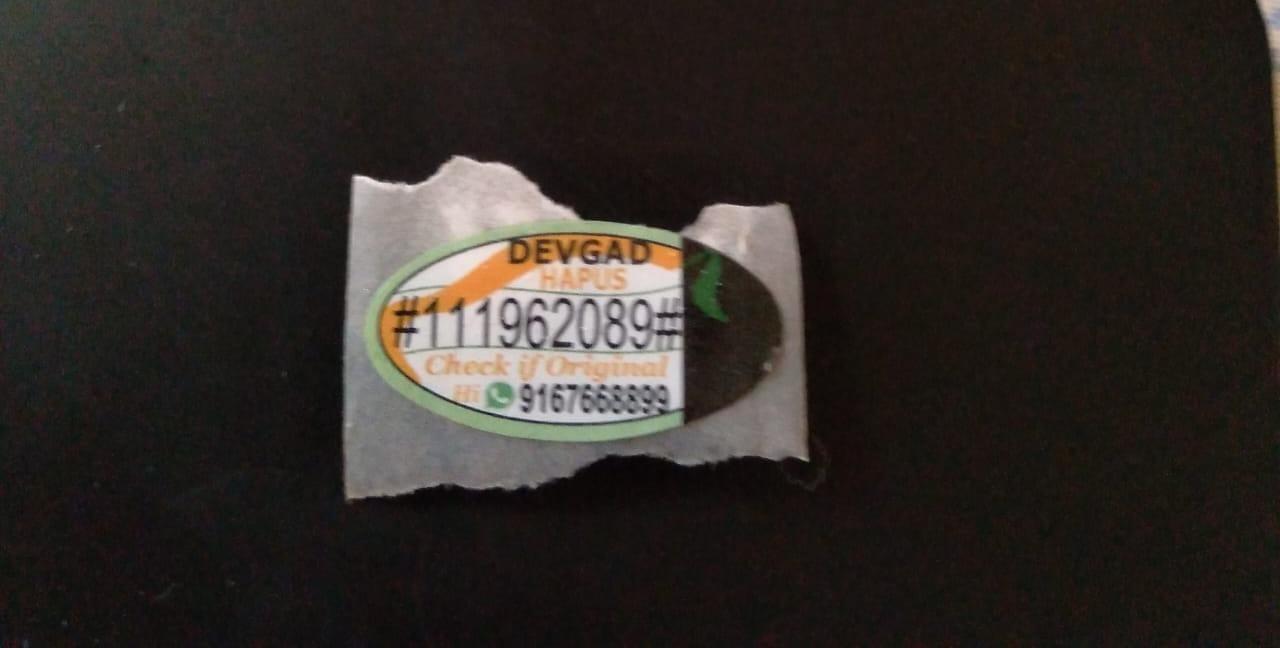 DEVGAD
HAPUS
#111962089#
Check if Original
Hi 9167668899